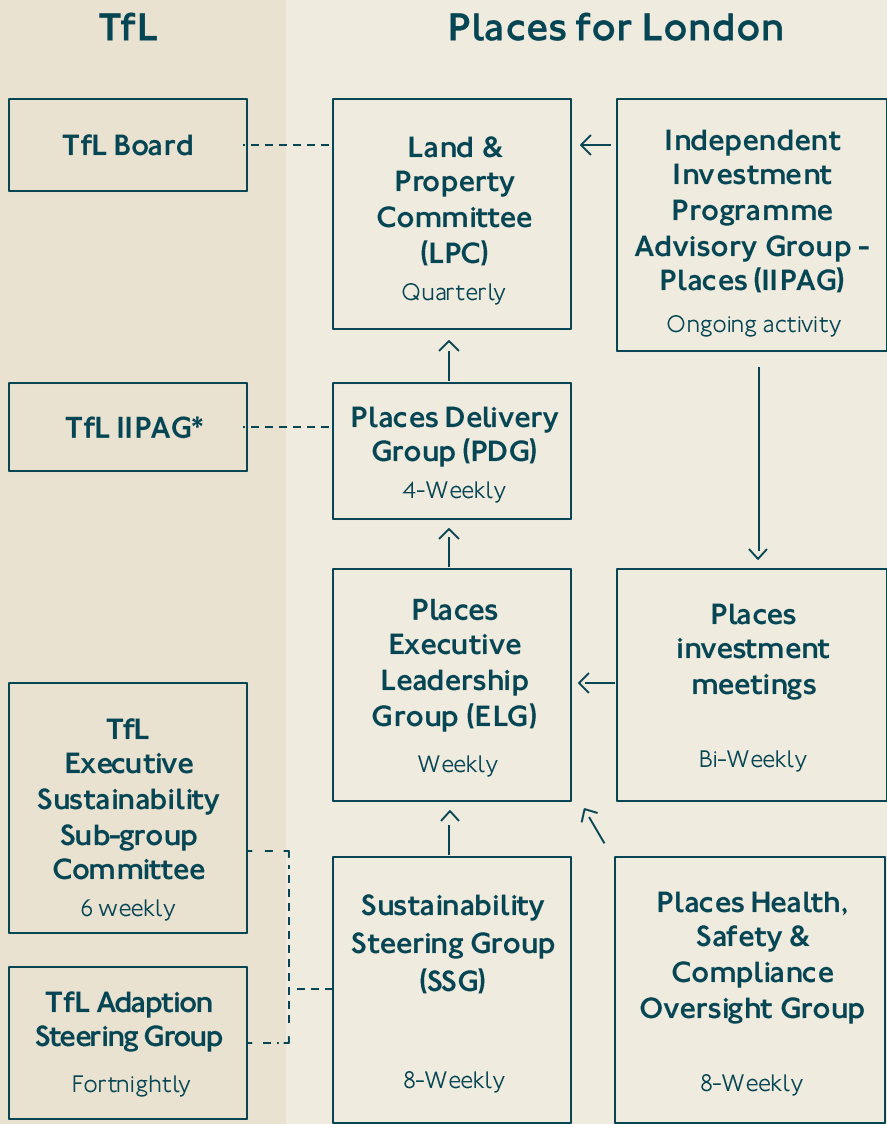 TfL
Places for London
TfL Board
Land &
Property
Committee
(LPC)
Quarterly
Independent
Investment
Programme
Advisory Group -
Places (IIPAG)
Ongoing activity
TfL IIPAG*
Places Delivery
Group (PDG)
4-Weekly
Places
Executive
Leadership
Group (ELG)
Weekly
Places
investment
meetings
Bi-Weekly
TfL
Executive
Sustainability
Sub-group
Committee
6 weekly
TfL Adaption
Steering Group
Fortnightly
Sustainability
Steering Group
(SSG)
8-Weekly
Places Health,
Safety &
Compliance
Oversight Group
8-Weekly